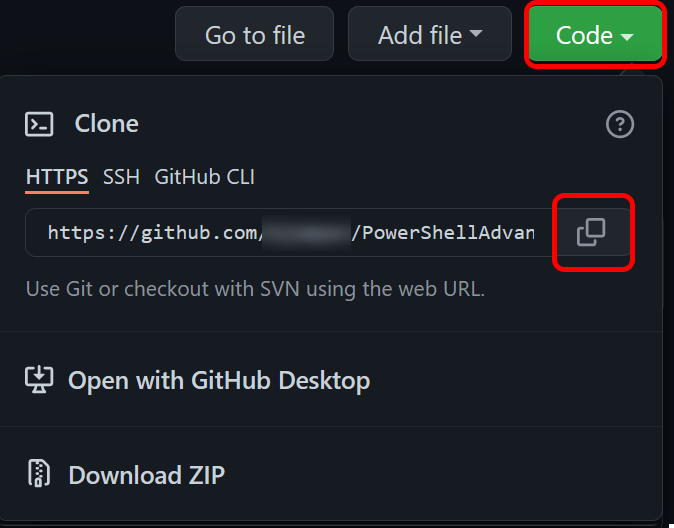 Go to file Add file Code
Clone
HTTPS SSH GitHub CLI
https://github.com/ /PowerShellAdvan
Use Git or checkout with SVN using the web URL.
Open with GitHub Desktop
Download ZIP